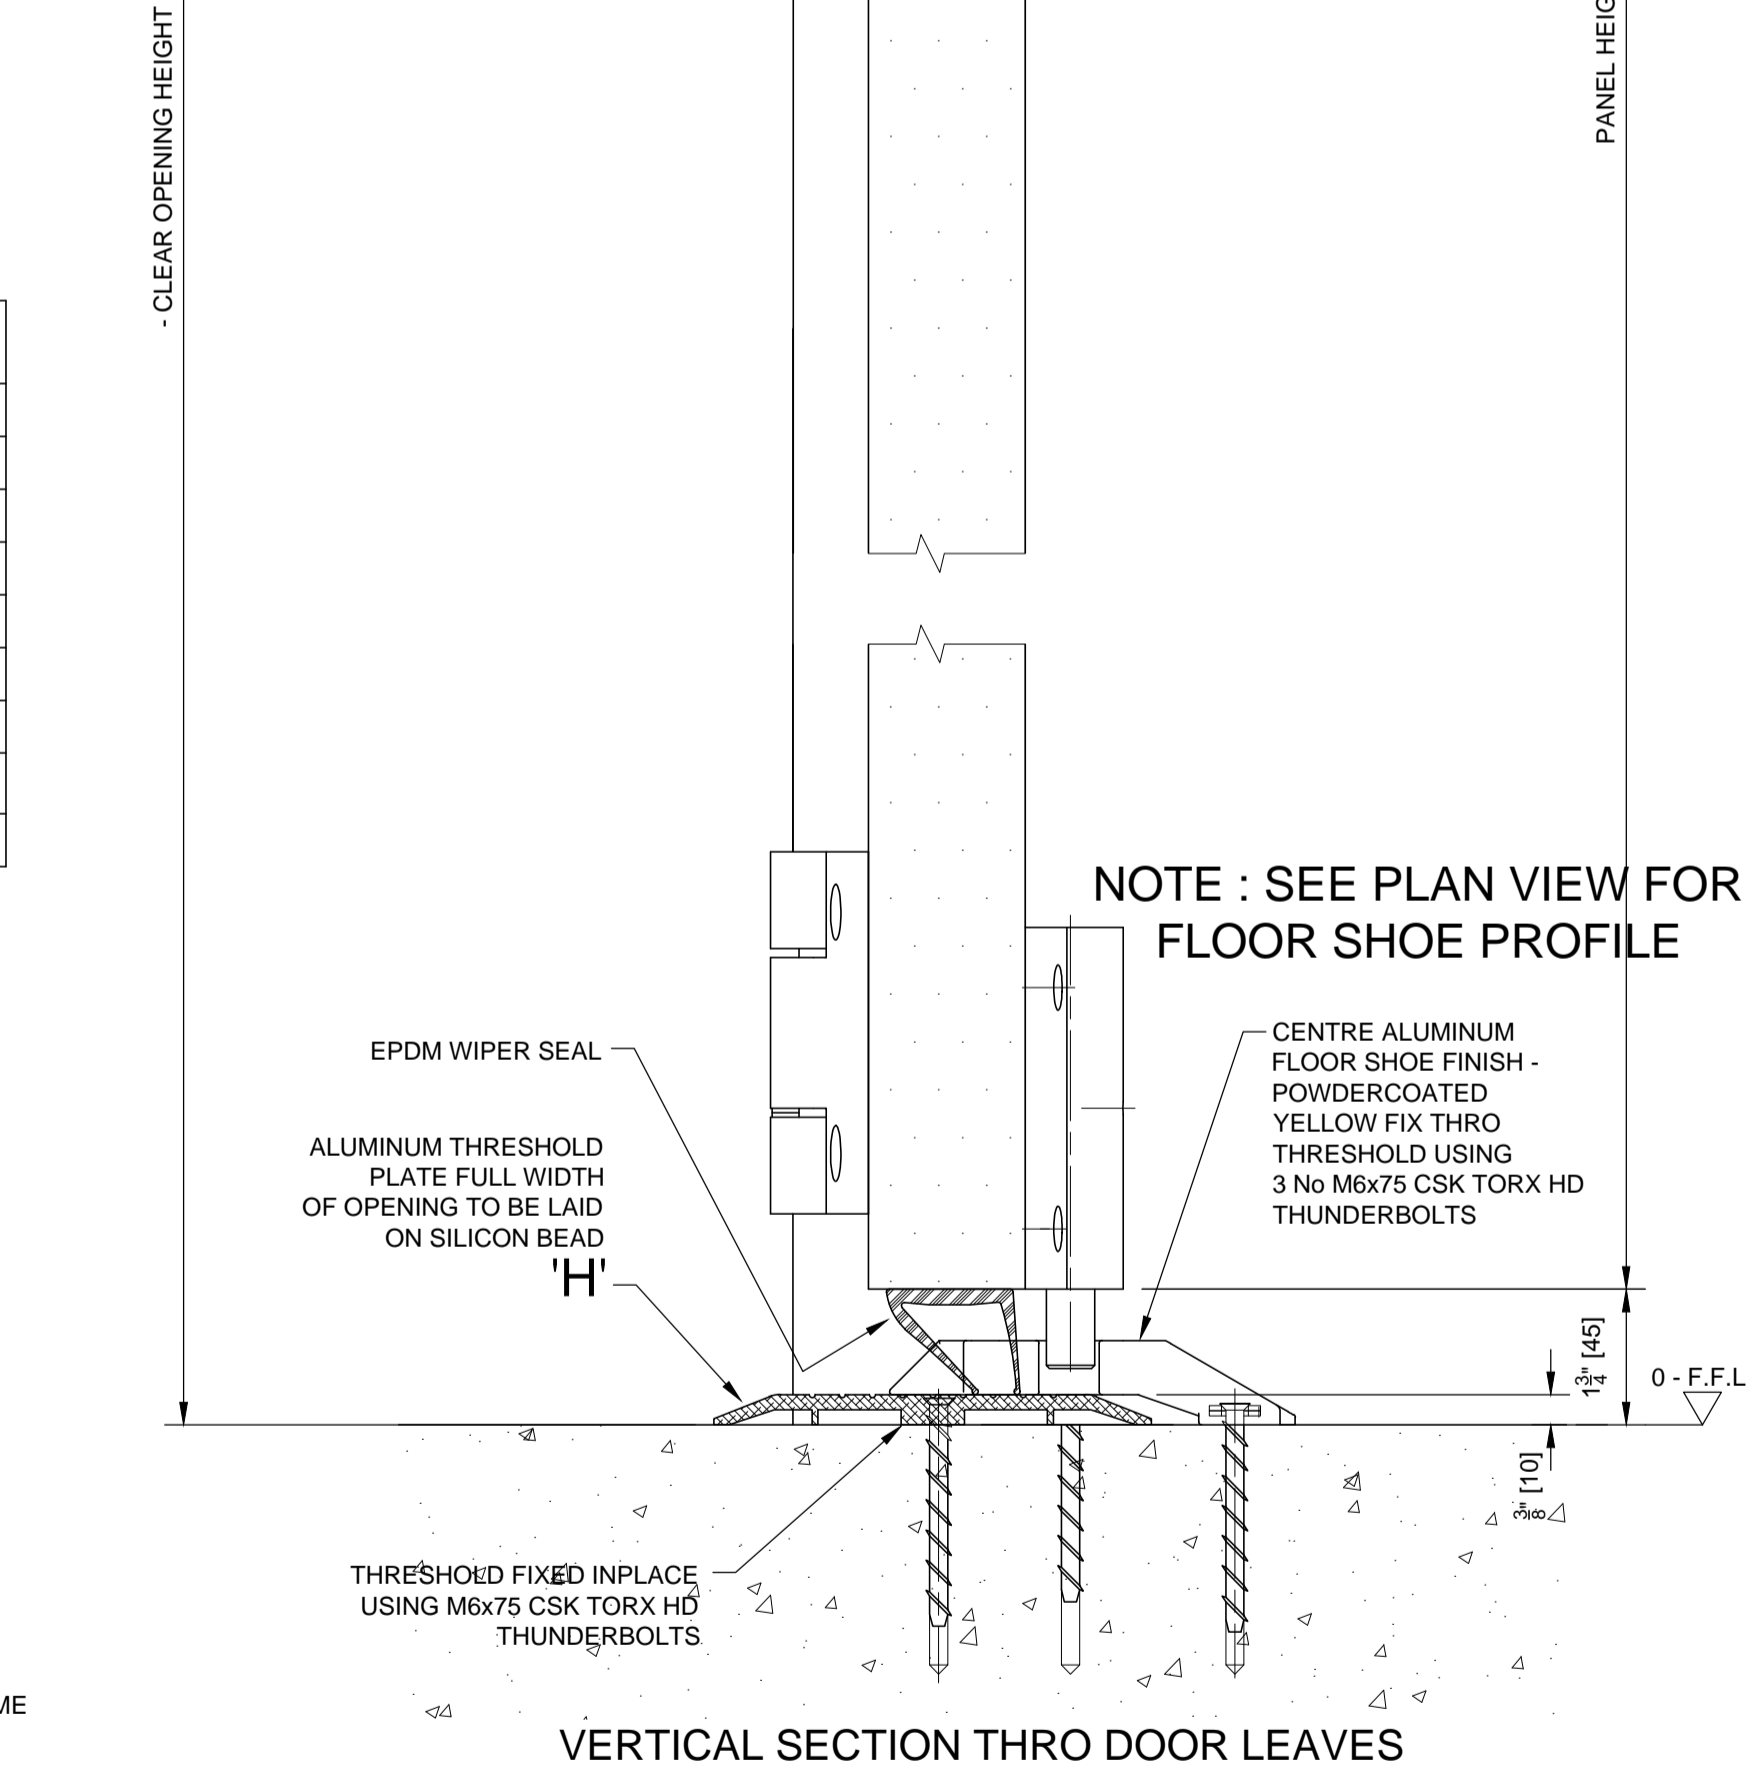 - CLEAR OPENING HEIGHT
NOTE : SEE PLAN VIEW FOR
FLOOR SHOE PROFILE
EPDM WIPER SEAL
ALUMINUM THRESHOLD
PLATE FULL WIDTH
OF OPENING TO BE LAID
ON SILICON BEAD
'H'
CENTRE ALUMINUM
FLOOR SHOE FINISH -
POWDERCOATED
YELLOW FIX THRO
THRESHOLD USING
3 No M6x75 CSK TORX HD
THUNDERBOLTS
1 3/4" [45]
0 - F.F.L
3/8" [10]
THRESHOLD FIXED INPLACE
USING M6x75 CSK TORX HD
THUNDERBOLTS
VERTICAL SECTION THRO DOOR LEAVES
PANEL